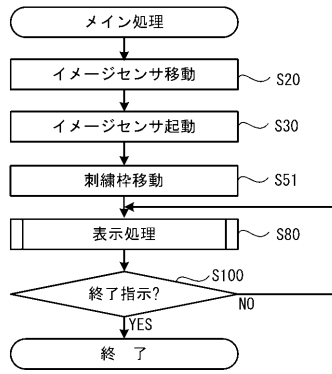 メイン処理
イメージセンサ移動
S20
イメージセンサ起動
S30
刺繍枠移動
S51
表示処理
S80
S100
終了指示?
NO
YES
終 了